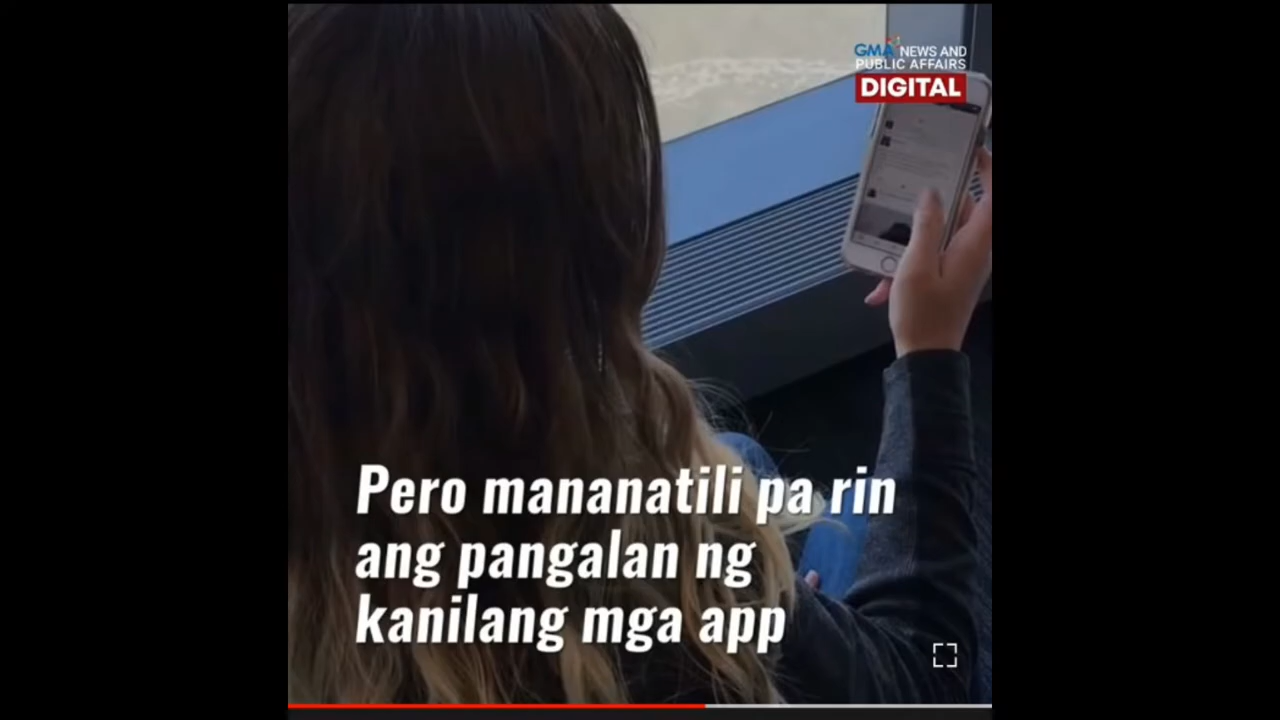 GMA NEWS AND
PUBLIC AFFAIRS
DIGITAL
Pero mananatili pa rin
ang pangalan ng
kanilang mga app